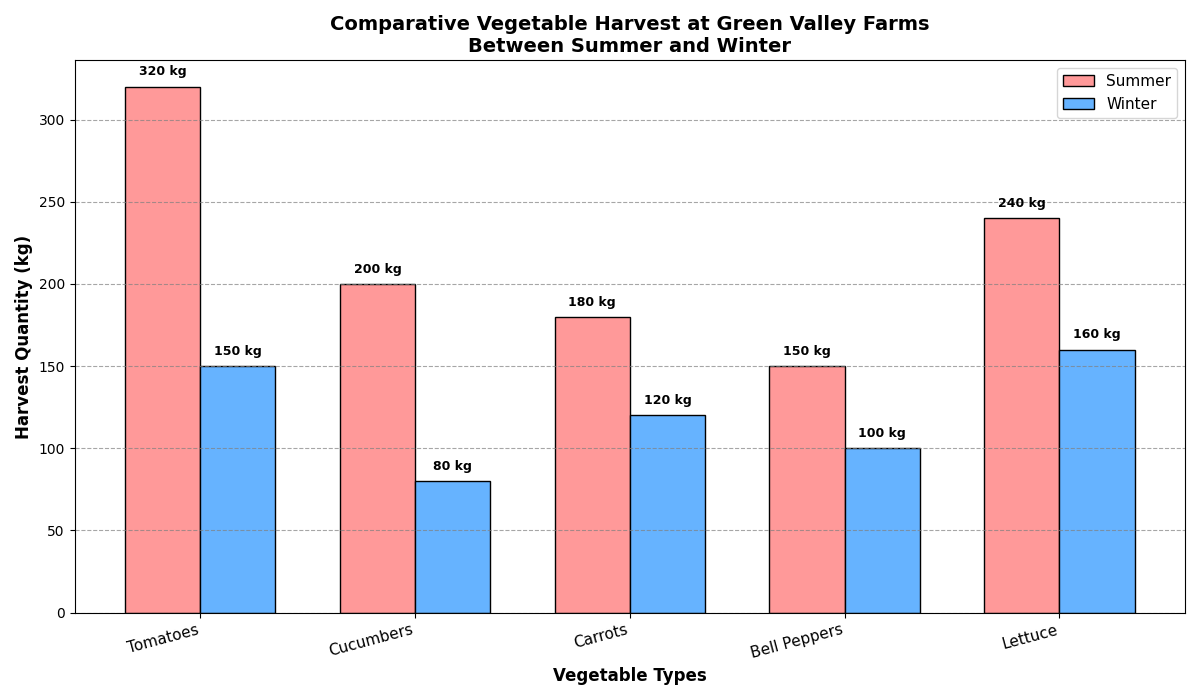 Comparative Vegetable Harvest at Green Valley Farms
Between Summer and Winter
Harvest Quantity (kg)
300
250
200
150
100
50
0
320 kg
150 kg
200 kg
80 kg
180 kg
120 kg
150 kg
100 kg
240 kg
160 kg
Summer
Winter
Tomatoes
Cucumbers
Carrots
Bell Peppers
Lettuce
Vegetable Types